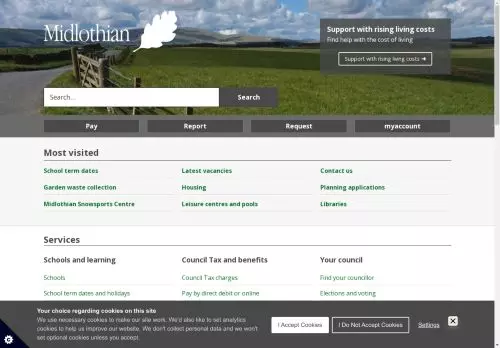 Midlothian
Support with rising living costs
Find help with the cost of living
Support with rising living costs ➔
Search...
Search
Pay
Report
Request
myaccount
Most visited
School term dates
Latest vacancies
Contact us
Garden waste collection
Housing
Planning applications
Midlothian Snowsports Centre
Leisure centres and pools
Libraries
Services
Schools and learning
Council Tax and benefits
Your council
Schools
Council Tax charges
Find your councillor
School term dates and holidays
Pay by direct debit or online
Elections and voting
Your choice regarding cookies on this site
We use necessary cookies to make our site work. We'd also like to set analytics
cookies to help us improve our website. We don't collect personal data and we won't
set optional cookies unless you accept.
I Accept Cookies
I Do Not Accept Cookies
Settings